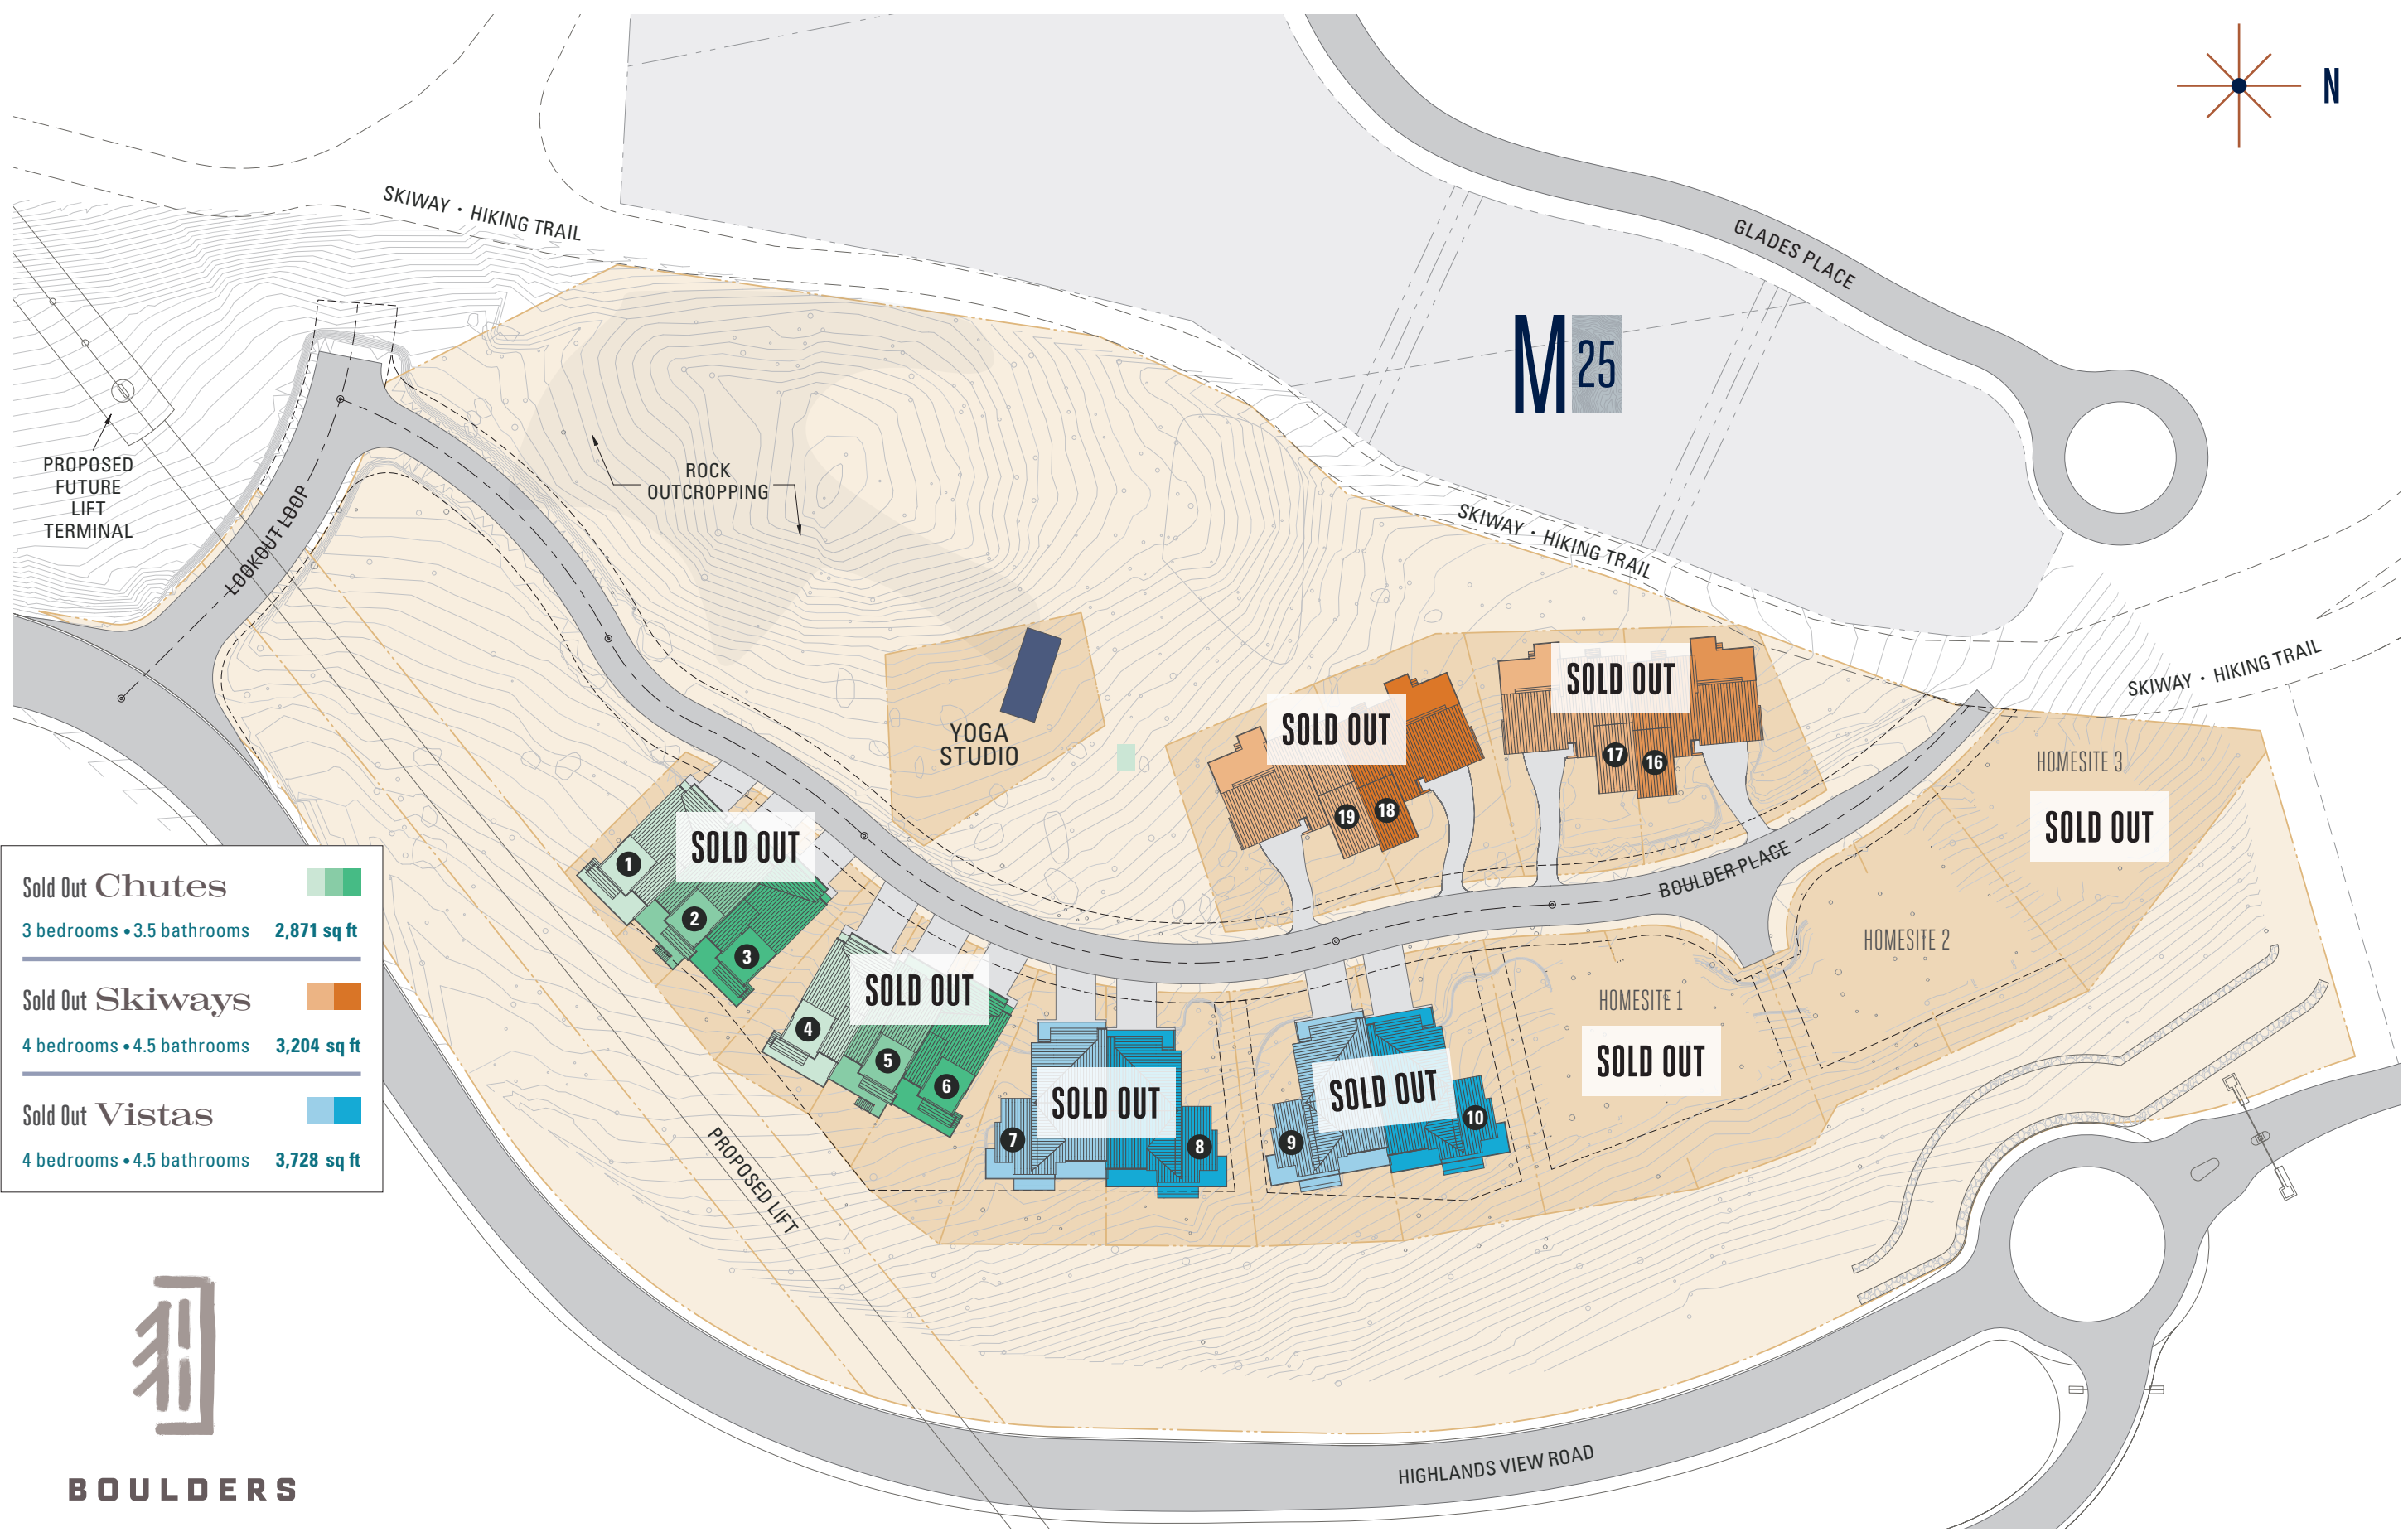 N
SKIWAY • HIKING TRAIL
GLADES PLACE
M 25
PROPOSED
FUTURE
LIFT
TERMINAL
ROCK
OUTCROPPING
LOOKOUT LOOP
SKIWAY • HIKING TRAIL
SKIWAY • HIKING TRAIL
YOGA
STUDIO
SOLD OUT
19
18
SOLD OUT
17
16
HOMESITE 3
SOLD OUT
BOULDER PLACE
HOMESITE 2
HOMESITE 1
SOLD OUT
SOLD OUT
1
2
3
SOLD OUT
4
5
6
SOLD OUT
7
8
SOLD OUT
9
10
Sold Out Chutes
3 bedrooms • 3.5 bathrooms 2,871 sq ft
Sold Out Skiways
4 bedrooms • 4.5 bathrooms 3,204 sq ft
Sold Out Vistas
4 bedrooms • 4.5 bathrooms 3,728 sq ft
PROPOSED LIFT
HIGHLANDS VIEW ROAD
BOULDERS